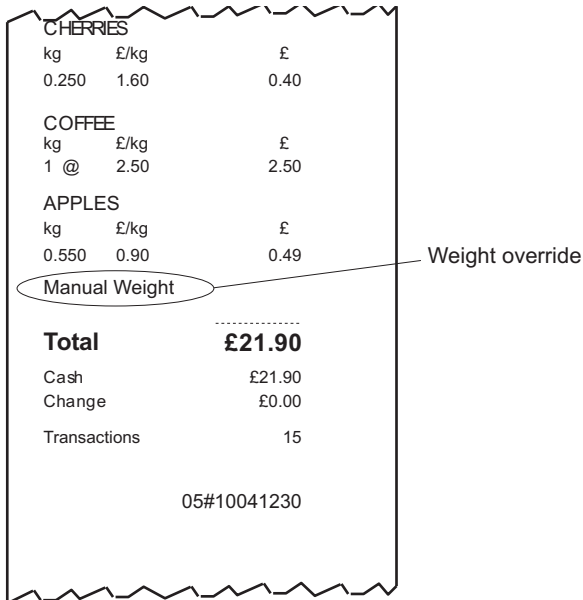 CHERRIES
kg £/kg £
0.250 1.60 0.40
COFFEE
kg £/kg £
1 @ 2.50 2.50
APPLES
kg £/kg £
0.550 0.90 0.49
Manual Weight
Weight override
Total £21.90
Cash £21.90
Change £0.00
Transactions 15
05#10041230